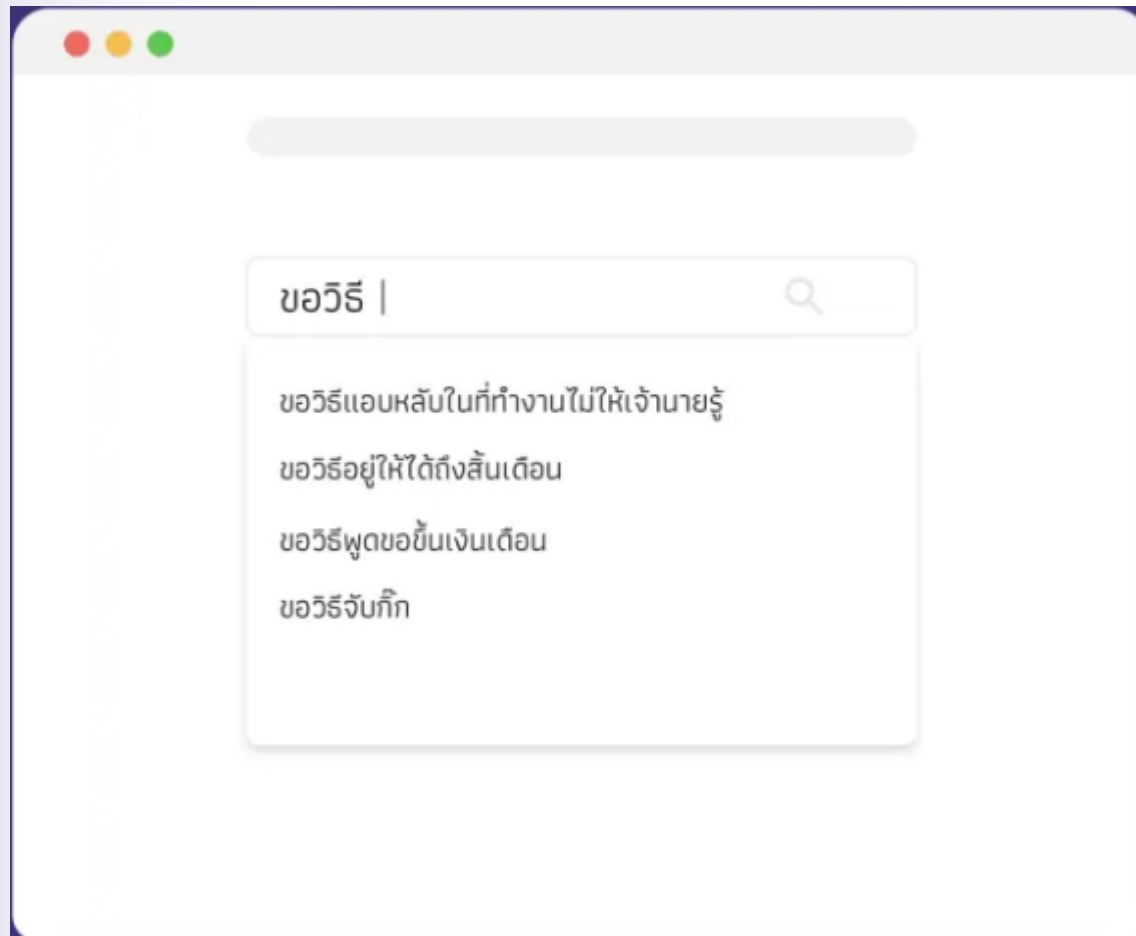 ขอวิธี
ขอวิธีแอบหลับในที่ทำงานไม่ให้เจ้านายรู้
ขอวิธีอยู่ให้ได้ถึงสิ้นเดือน
ขอวิธีพูดขอขึ้นเงินเดือน
ขอวิธีจับกิ๊ก